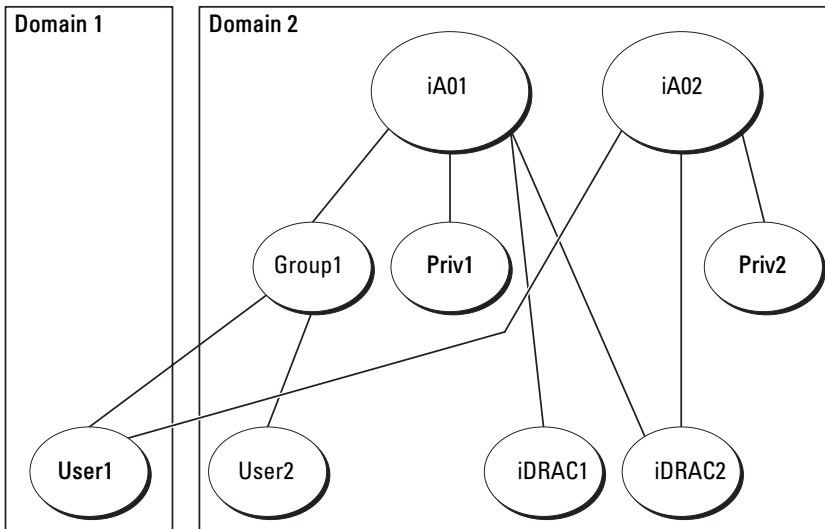 Domain 1
Domain 2
iA01
iA02
Group1
Priv1
Priv2
User1
User2
iDRAC1
iDRAC2